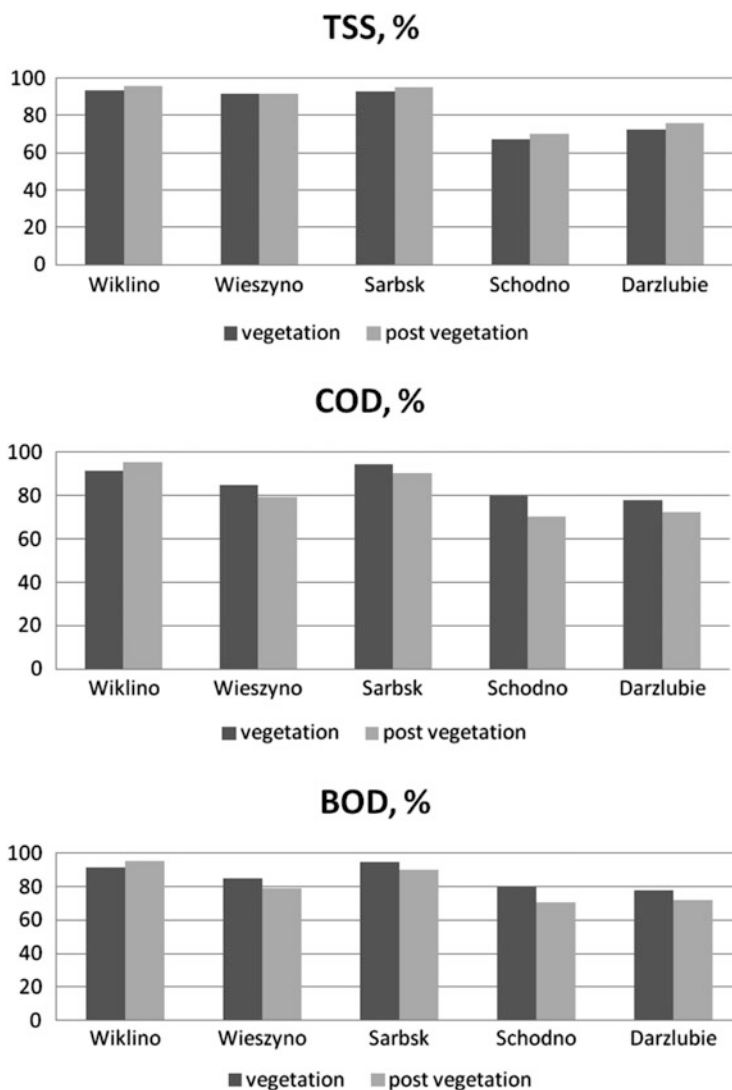 TSS, %
100
80
60
40
20
0
Wiklino Wieszyno Sarbsk Schodno Darzlubie
vegetation post vegetation
COD, %
100
80
60
40
20
0
Wiklino Wieszyno Sarbsk Schodno Darzlubie
vegetation post vegetation
BOD, %
100
80
60
40
20
0
Wiklino Wieszyno Sarbsk Schodno Darzlubie
vegetation post vegetation